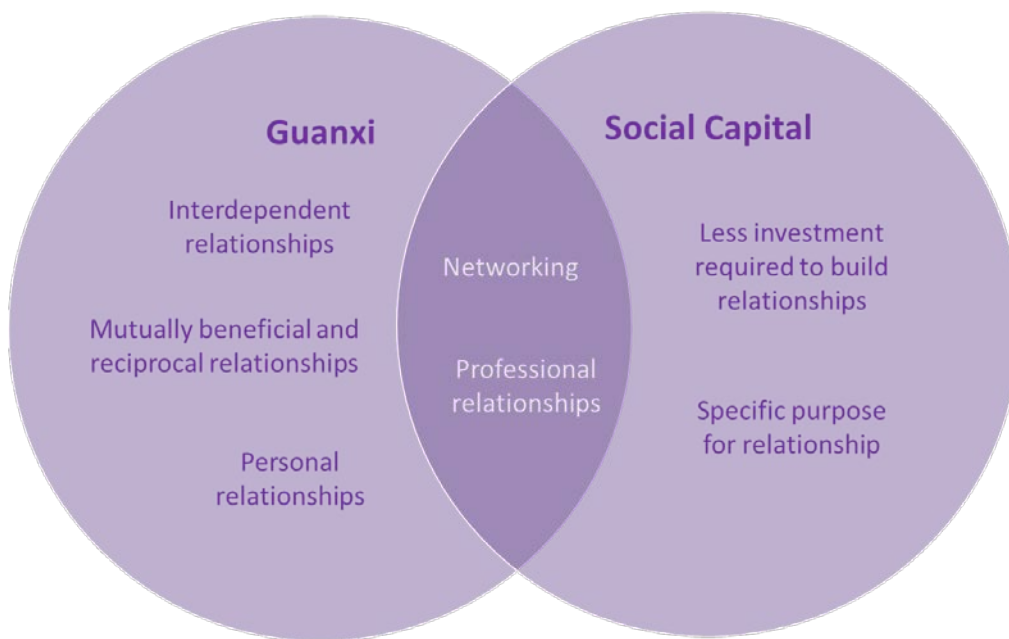 Guanxi
Interdependent
relationships
Mutually beneficial and
reciprocal relationships
Personal
relationships
Networking
Professional
relationships
Social Capital
Less investment
required to build
relationships
Specific purpose
for relationship